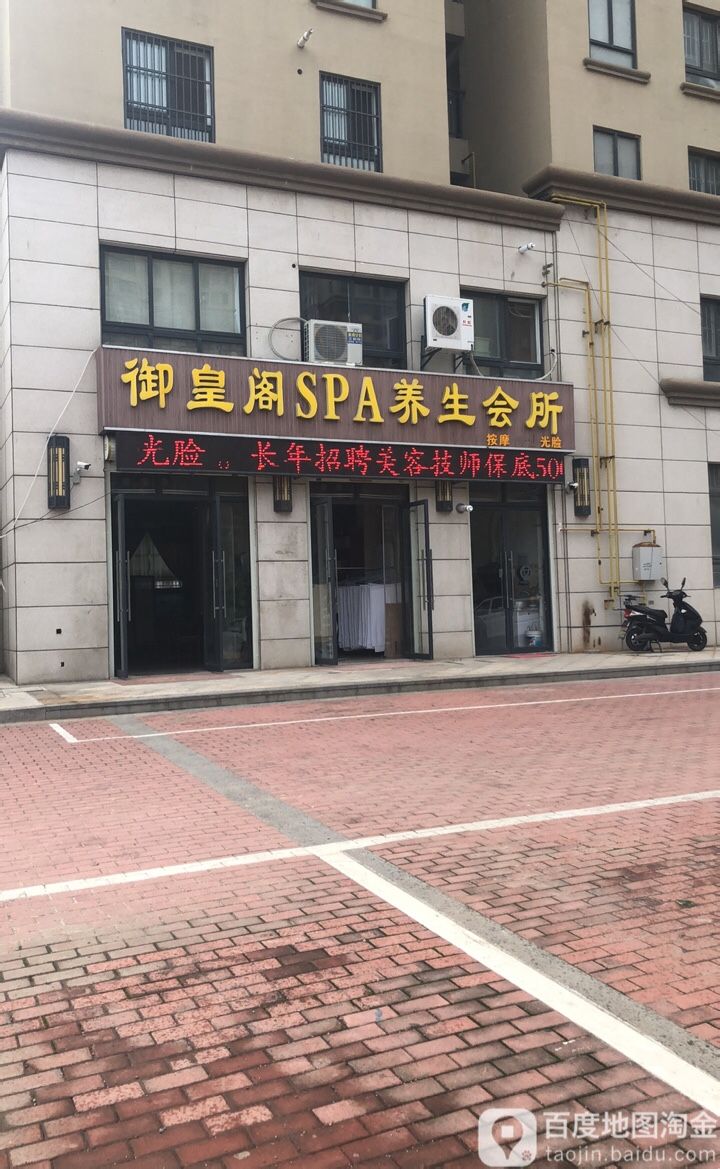 御皇阁SPA养生会所
按摩 光脸
光脸 。 长年招聘美容技师保底500
百度地图淘金
taojin.baidu.com